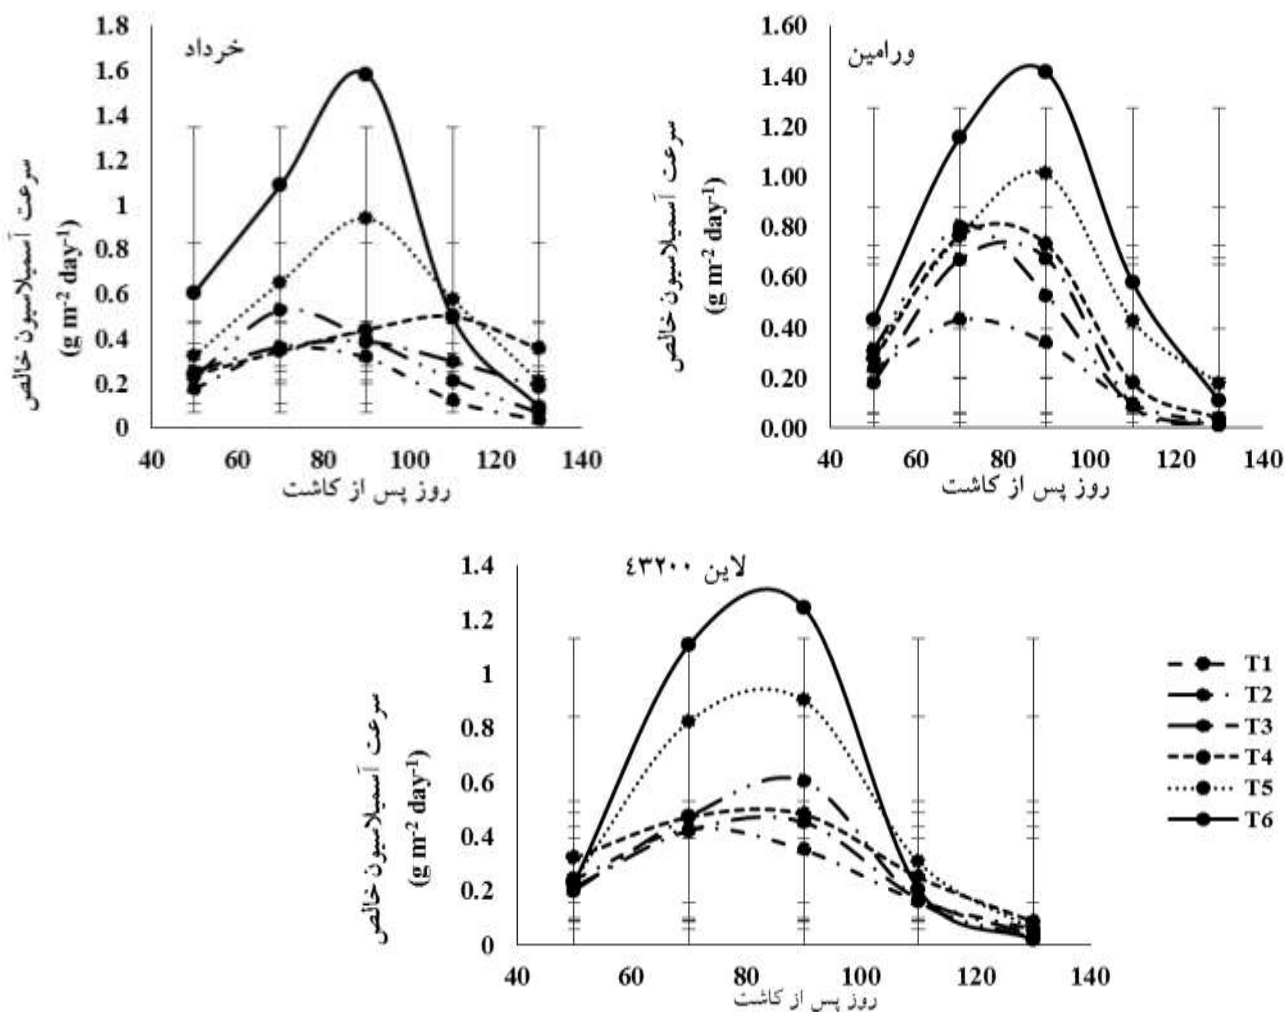 خرداد
سرعت آسمیلاسیون خالص
(g m-2 day-1)
1.8
1.6
1.4
1.2
1
0.8
0.6
0.4
0.2
0
40 60 80 100 120 140
روز پس از کاشت
ورامین
سرعت آسمیلاسیون خالص
(g m-2 day-1)
1.60
1.40
1.20
1.00
0.80
0.60
0.40
0.20
0.00
40 60 80 100 120 140
روز پس از کاشت
لاین ٤٣٢٠٠
سرعت آسمیلاسیون خالص
(g m-2 day-1)
1.4
1.2
1
0.8
0.6
0.4
0.2
0
40 60 80 100 120 140
روز پس از کاشت
T1
T2
T3
T4
T5
T6